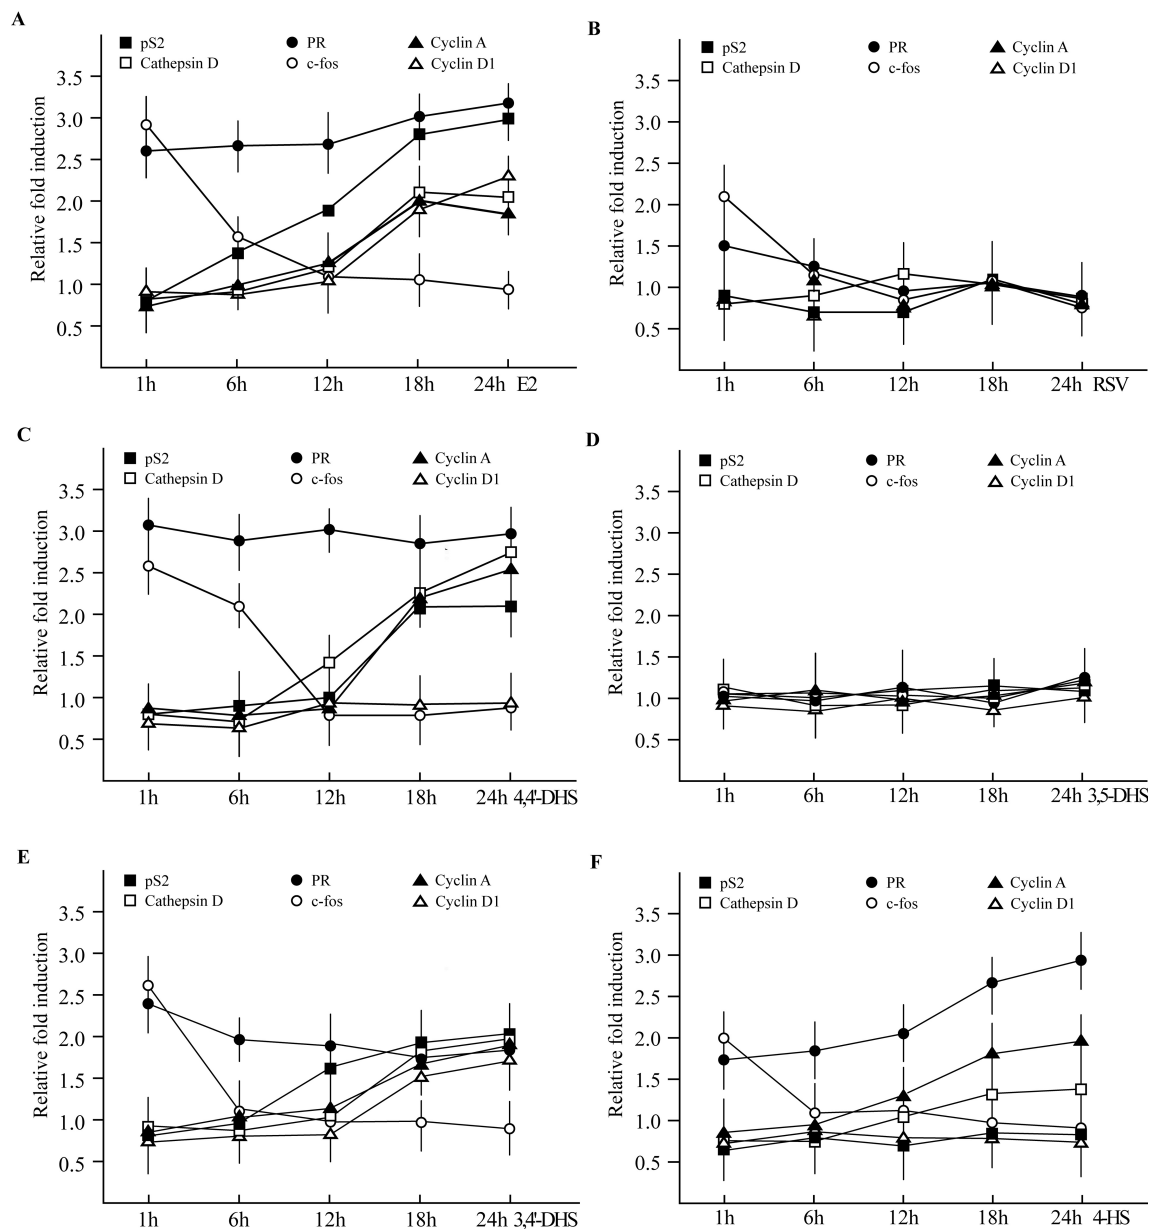 A
pS2 PR Cyclin A
Cathepsin D c-fos Cyclin D1
Relative fold induction
3.5
3.0
2.5
2.0
1.5
1.0
0.5
1h 6h 12h 18h 24h E2
B
pS2 PR Cyclin A
Cathepsin D c-fos Cyclin D1
Relative fold induction
3.5
3.0
2.5
2.0
1.5
1.0
0.5
1h 6h 12h 18h 24h RSV
C
pS2 PR Cyclin A
Cathepsin D c-fos Cyclin D1
Relative fold induction
3.5
3.0
2.5
2.0
1.5
1.0
0.5
1h 6h 12h 18h 24h 4,4'-DHS
D
pS2 PR Cyclin A
Cathepsin D c-fos Cyclin D1
Relative fold induction
3.5
3.0
2.5
2.0
1.5
1.0
0.5
1h 6h 12h 18h 24h 3,5-DHS
E
pS2 PR Cyclin A
Cathepsin D c-fos Cyclin D1
Relative fold induction
3.5
3.0
2.5
2.0
1.5
1.0
0.5
1h 6h 12h 18h 24h 3,4'-DHS
F
pS2 PR Cyclin A
Cathepsin D c-fos Cyclin D1
Relative fold induction
3.5
3.0
2.5
2.0
1.5
1.0
0.5
1h 6h 12h 18h 24h 4-HS